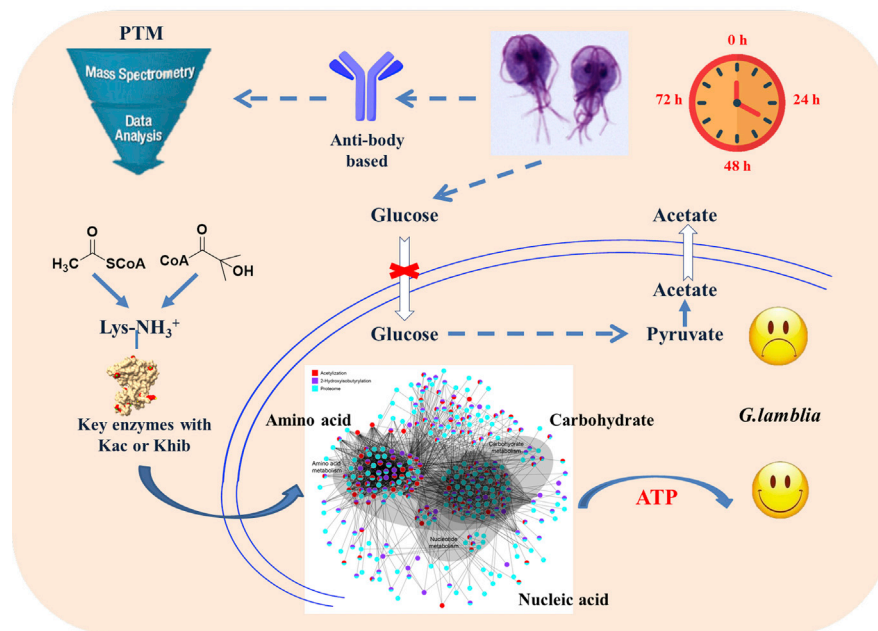 PTM
Mass Spectrometry
Data
Analysis
Anti-body
based
0 h
72 h
24 h
48 h
Glucose
Acetate
O
H₃C
SCoA
O
CoA
OH
Acetate
Lys-NH₃⁺
Glucose
Pyruvate
Key enzymes with
Kac or Khib
Acetylization
2-Hydroxyisobutyrylation
Proteome
Amino acid
Carbohydrate
G.lamblia
Carbohydrate
metabolism
Amino acid
metabolism
ATP
Nucleotide
metabolism
Nucleic acid